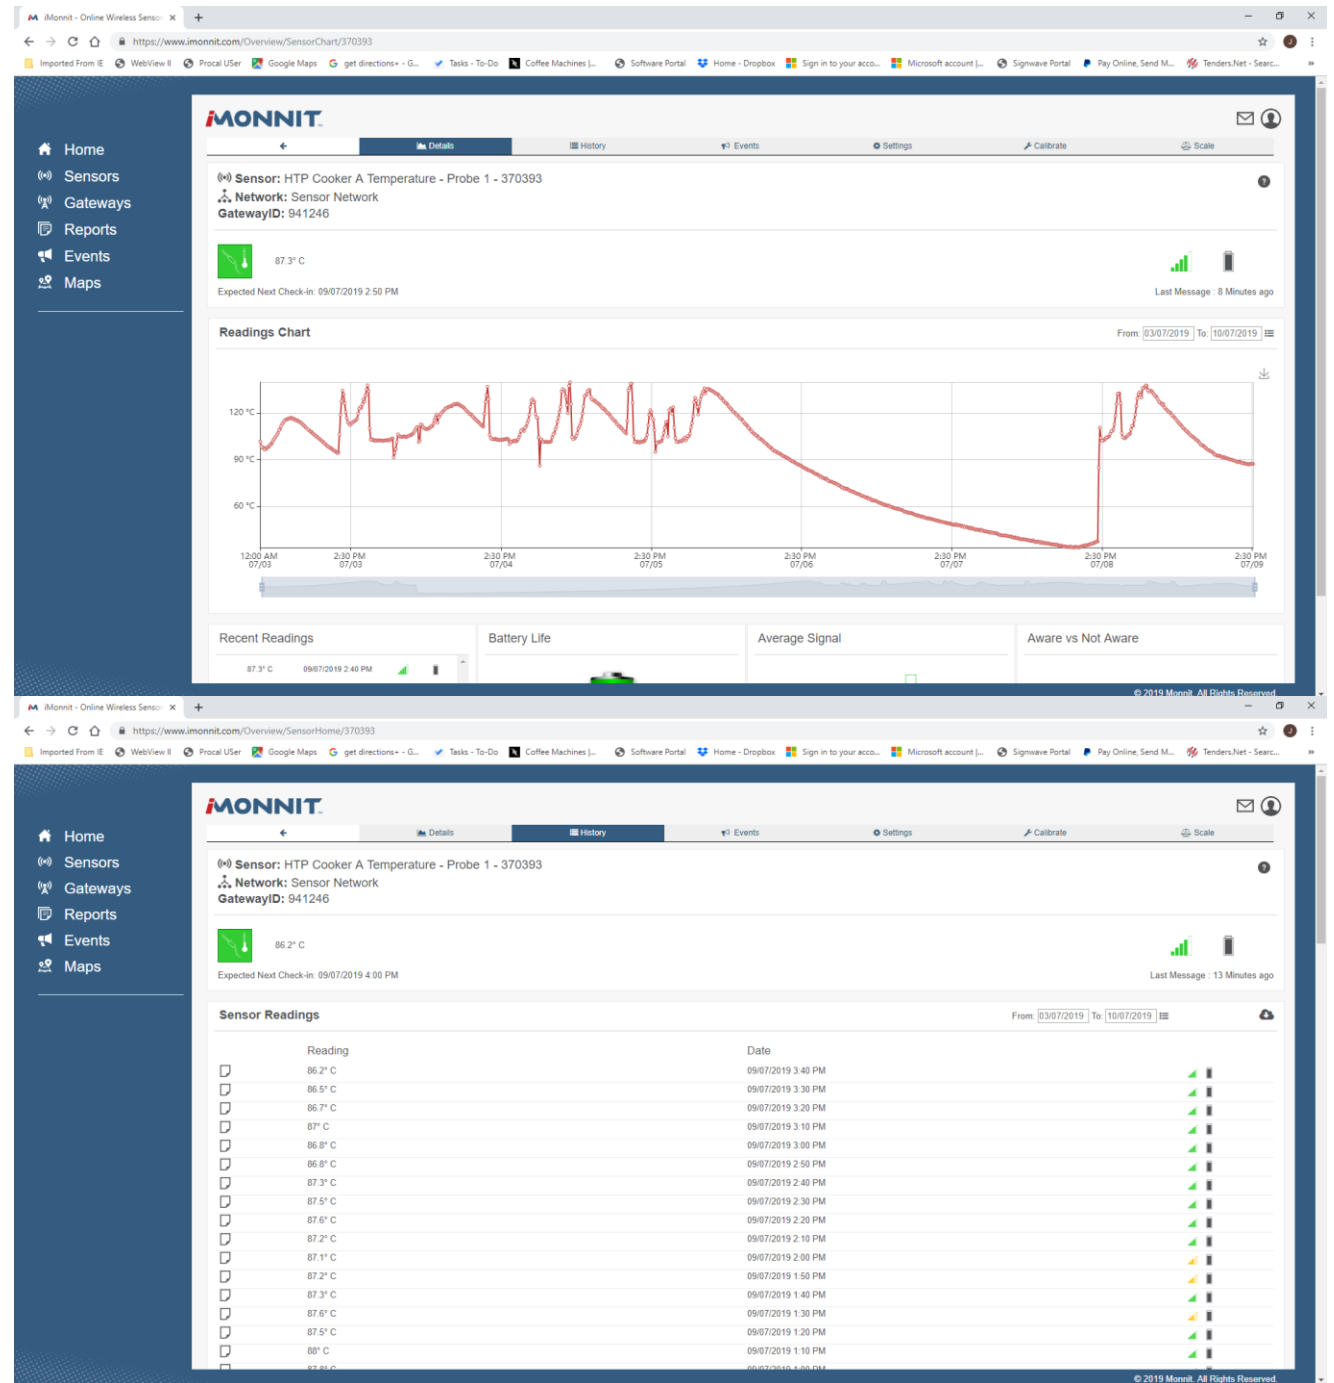 iMonnit - Online Wireless Sensor
https://www.imonnit.com/Overview/SensorChart/370393
Imported From IE WebView II Procal USer Google Maps get directions+ - G... Tasks - To-Do Coffee Machines |... Software Portal Home - Dropbox Sign in to your acco... Microsoft account |... Signwave Portal Pay Online, Send M... Tenders.Net - Searc...
iMONNIT
Home
Sensors
Gateways
Reports
Events
Maps
Details History Events Settings Calibrate Scale
Sensor: HTP Cooker A Temperature - Probe 1 - 370393
Network: Sensor Network
GatewayID: 941246
87.3° C
Expected Next Check-in: 09/07/2019 2:50 PM
Last Message : 8 Minutes ago
Readings Chart
From: 03/07/2019 To: 10/07/2019
120 °C
90 °C
60 °C
12:00 AM 2:30 PM 2:30 PM 2:30 PM 2:30 PM 2:30 PM 2:30 PM 2:30 PM
07/03 07/03 07/04 07/05 07/06 07/07 07/08 07/09
Recent Readings Battery Life Average Signal Aware vs Not Aware
87.3° C 09/07/2019 2:40 PM
© 2019 Monnit. All Rights Reserved.
iMonnit - Online Wireless Sensor
https://www.imonnit.com/Overview/SensorHome/370393
Imported From IE WebView II Procal USer Google Maps get directions+ - G... Tasks - To-Do Coffee Machines |... Software Portal Home - Dropbox Sign in to your acco... Microsoft account |... Signwave Portal Pay Online, Send M... Tenders.Net - Searc...
iMONNIT
Home
Sensors
Gateways
Reports
Events
Maps
Details History Events Settings Calibrate Scale
Sensor: HTP Cooker A Temperature - Probe 1 - 370393
Network: Sensor Network
GatewayID: 941246
86.2° C
Expected Next Check-in: 09/07/2019 4:00 PM
Last Message : 13 Minutes ago
Sensor Readings
From: 03/07/2019 To: 10/07/2019
Reading Date
86.2° C 09/07/2019 3:40 PM
86.5° C 09/07/2019 3:30 PM
86.7° C 09/07/2019 3:20 PM
87° C 09/07/2019 3:10 PM
86.8° C 09/07/2019 3:00 PM
86.8° C 09/07/2019 2:50 PM
87.3° C 09/07/2019 2:40 PM
87.5° C 09/07/2019 2:30 PM
87.6° C 09/07/2019 2:20 PM
87.2° C 09/07/2019 2:10 PM
87.1° C 09/07/2019 2:00 PM
87.2° C 09/07/2019 1:50 PM
87.3° C 09/07/2019 1:40 PM
87.6° C 09/07/2019 1:30 PM
87.5° C 09/07/2019 1:20 PM
88° C 09/07/2019 1:10 PM
87.8° C 09/07/2019 1:00 PM
© 2019 Monnit. All Rights Reserved.